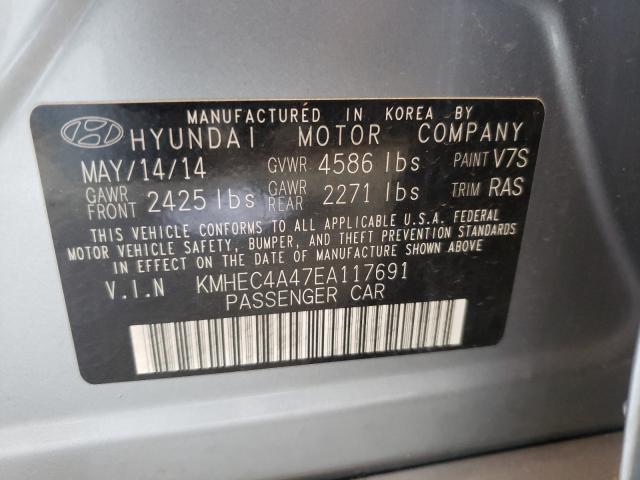 MANUFACTURED IN KOREA BY
HYUNDAI MOTOR COMPANY
MAY/14/14 GVWR 4586 lbs PAINT V7S
GAWR FRONT 2425 lbs GAWR REAR 2271 lbs TRIM RAS
THIS VEHICLE CONFORMS TO ALL APPLICABLE U.S.A. FEDERAL
MOTOR VEHICLE SAFETY, BUMPER, AND THEFT PREVENTION STANDARDS
IN EFFECT ON THE DATE OF MANUFACTURE SHOWN ABOVE
V.I.N KMHEC4A47EA117691
PASSENGER CAR